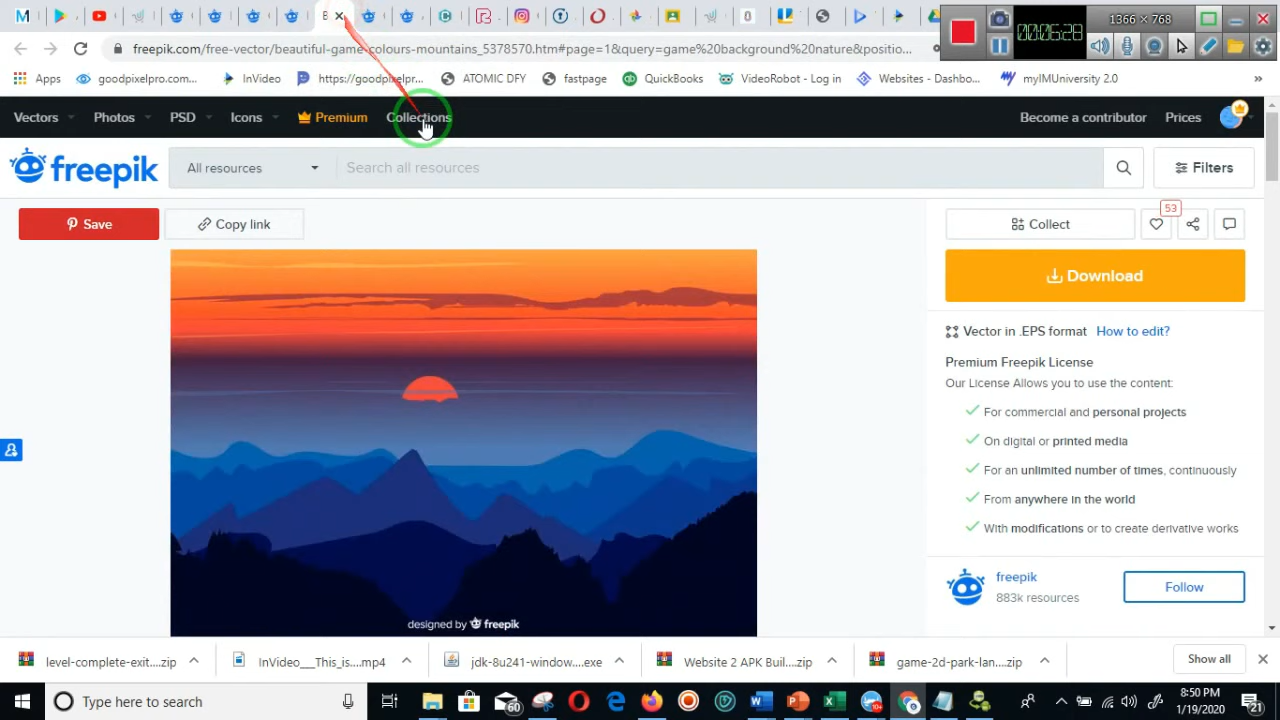 1366 x 768
00:06:28
freepik.com/free-vector/beautiful-game-colours-mountains_5373870.htm#page=1&query=game%20background%20nature&positio...
Apps
goodpixelpro.com...
InVideo
https://goodpixelpr...
ATOMIC DFY
fastpage
QuickBooks
VideoRobot - Log in
Websites - Dashbo...
myIMUniversity 2.0
»
Vectors
Photos
PSD
Icons
Premium
Collections
Become a contributor
Prices
freepik
All resources
Search all resources
Filters
Save
Copy link
53
Collect
Download
Vector in .EPS format How to edit?
Premium Freepik License
Our License Allows you to use the content:
For commercial and personal projects
On digital or printed media
For an unlimited number of times, continuously
From anywhere in the world
With modifications or to create derivative works
freepik
883k resources
Follow
designed by freepik
level-complete-exit....zip
InVideo___This_is....mp4
jdk-8u241-window....exe
Website 2 APK Buil....zip
game-2d-park-lan....zip
Show all
Type here to search
60
99+
8:50 PM
1/19/2020
21